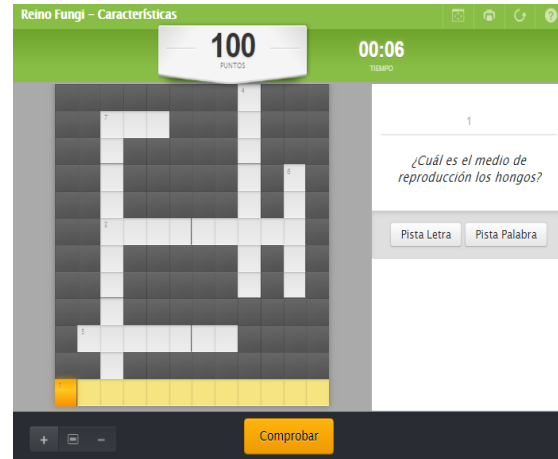 Reino Fungi – Características
100
PUNTOS
00:06
TIEMPO
4
7
6
3
5
1
1
¿Cuál es el medio de
reproducción los hongos?
Pista Letra
Pista Palabra
Comprobar